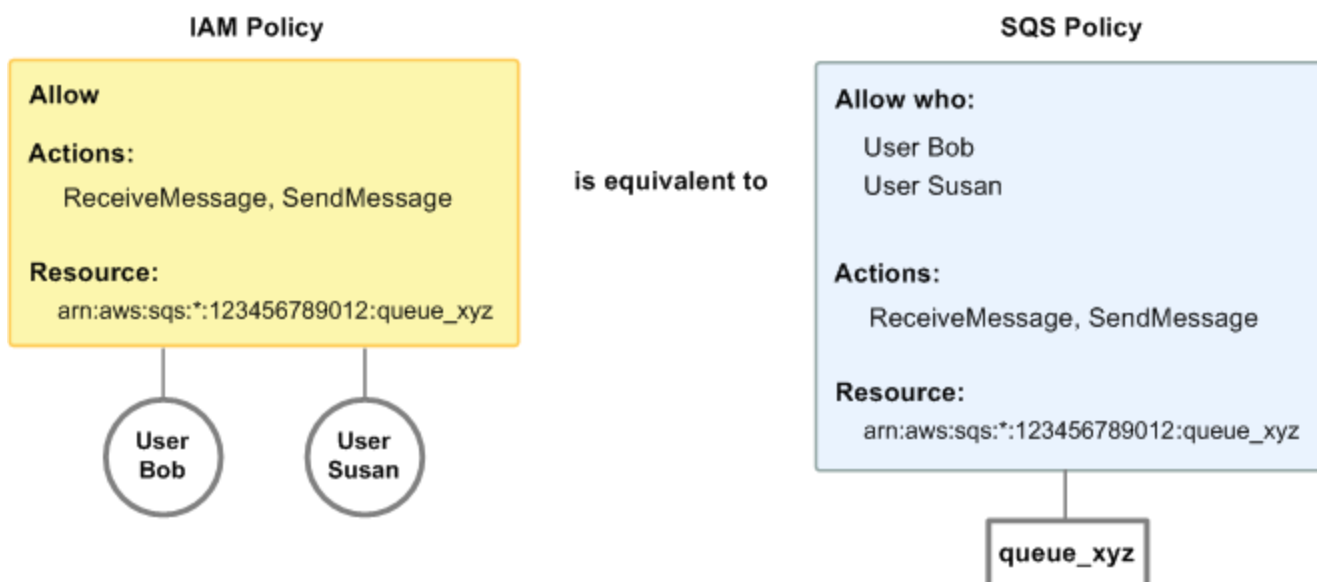 IAM Policy
Allow
Actions:
ReceiveMessage, SendMessage
Resource:
arn:aws:sqs:*:123456789012:queue_xyz
User
Bob
User
Susan
is equivalent to
SQS Policy
Allow who:
User Bob
User Susan
Actions:
ReceiveMessage, SendMessage
Resource:
arn:aws:sqs:*:123456789012:queue_xyz
queue_xyz